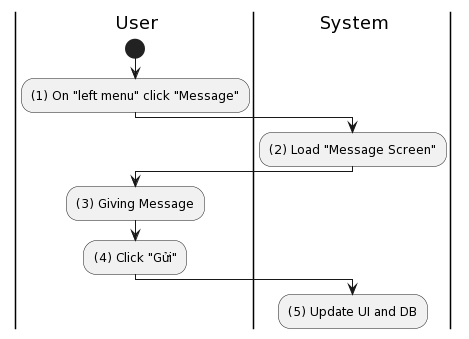 User
System
(1) On "left menu" click "Message"
(2) Load "Message Screen"
(3) Giving Message
(4) Click "Gửi"
(5) Update UI and DB